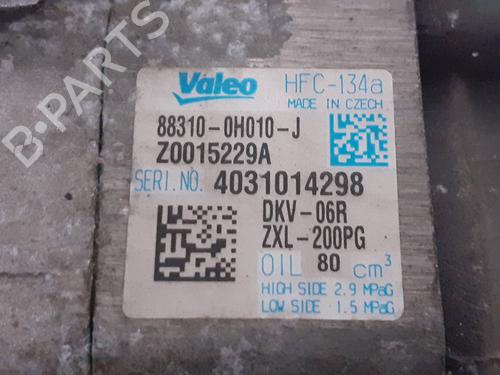 B-PARTS
Valeo HFC-134a
MADE IN CZECH
88310-0H010-J
Z0015229A
SERI.NO. 4031014298
DKV-06R
ZXL-200PG
OIL 80 cm³
HIGH SIDE 2.9 MPaG
LOW SIDE 1.5 MPaG